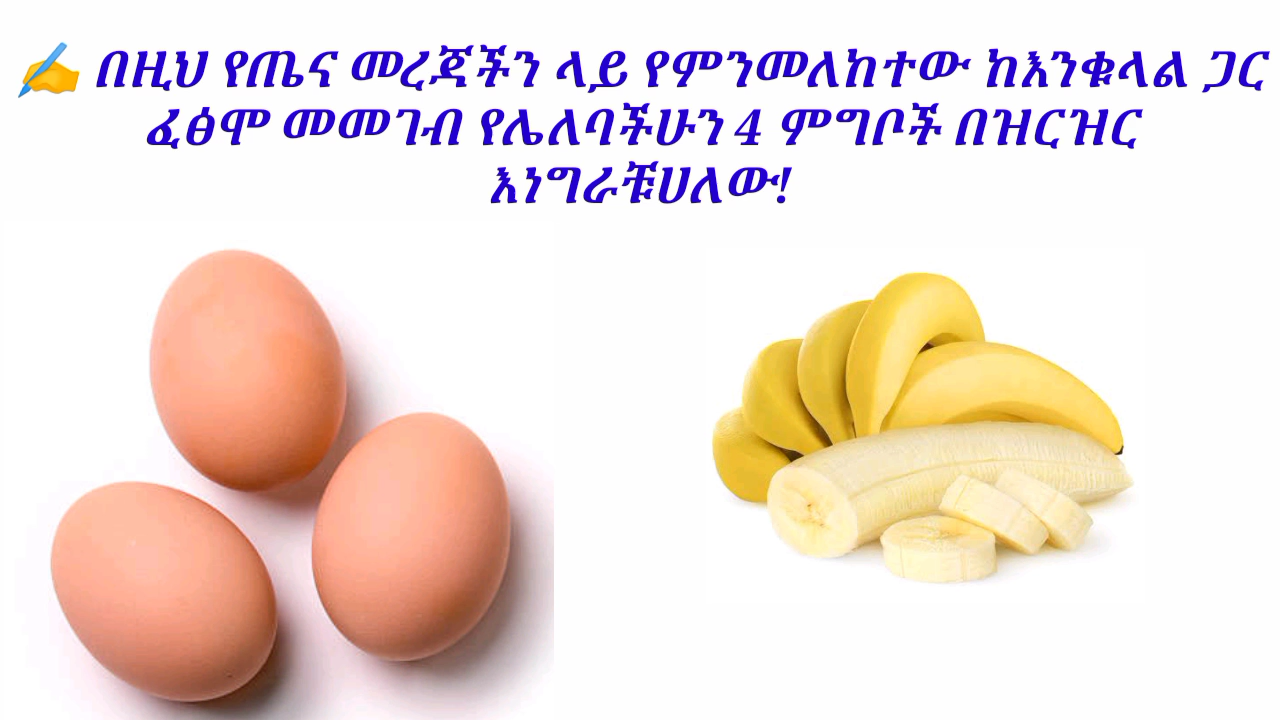 ✍️ በዚህ የጤና መረጃችን ላይ የምንመለከተው ከእንቁላል ጋር
ፈፅሞ መመገብ የሌለባችሁን 4 ምግቦች በዝርዝር
እነግራቹሀለው!